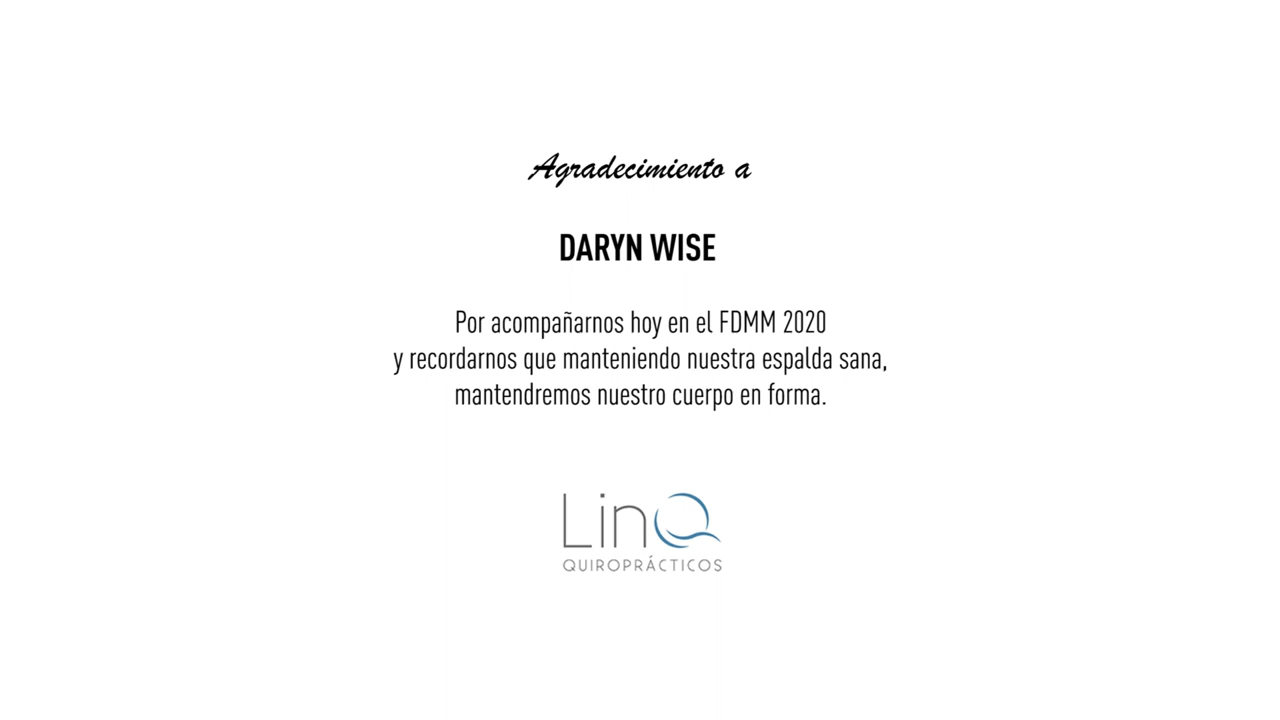 Agradecimiento a
DARYN WISE
Por acompañarnos hoy en el FDMM 2020
y recordarnos que manteniendo nuestra espalda sana,
mantendremos nuestro cuerpo en forma.
LinQ
QUIROPRÁCTICOS